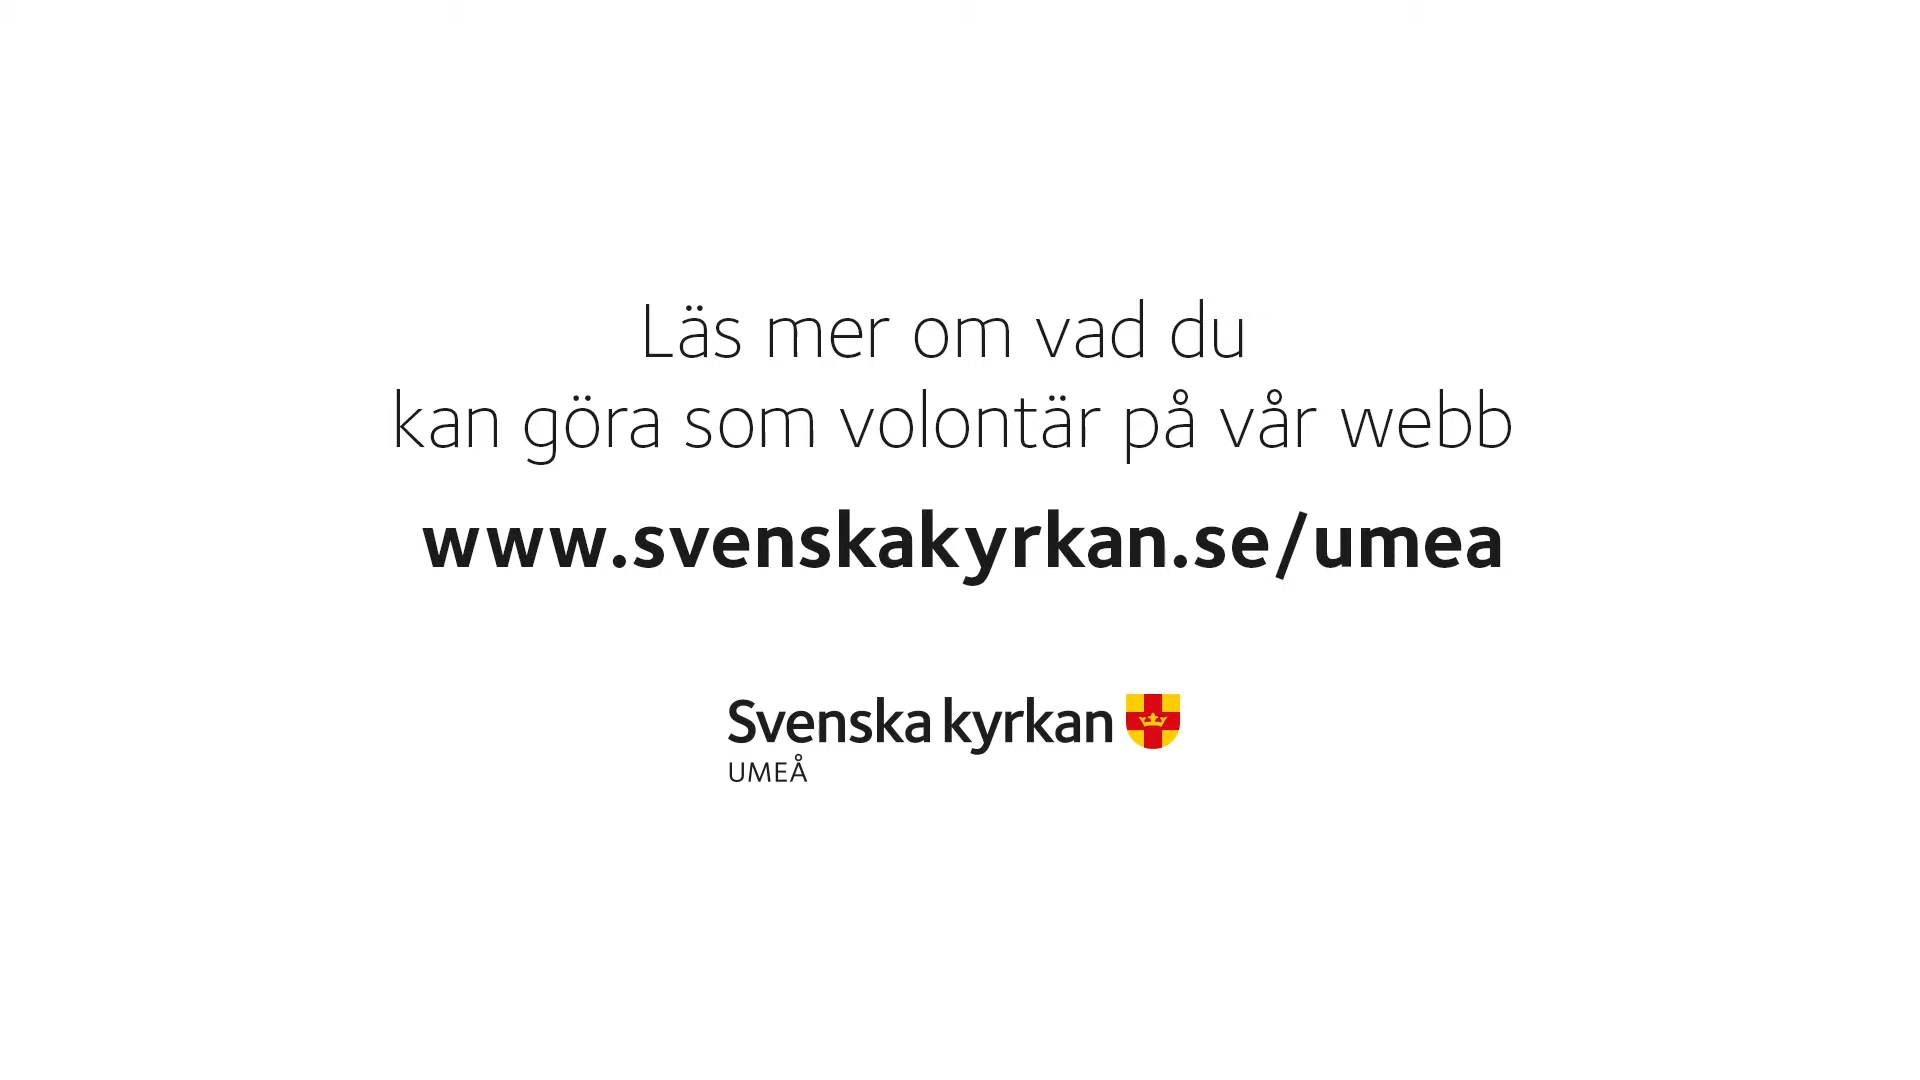 Läs mer om vad du
kan göra som volontär på vår webb
www.svenskakyrkan.se/umea
Svenska kyrkan
UMEÅ